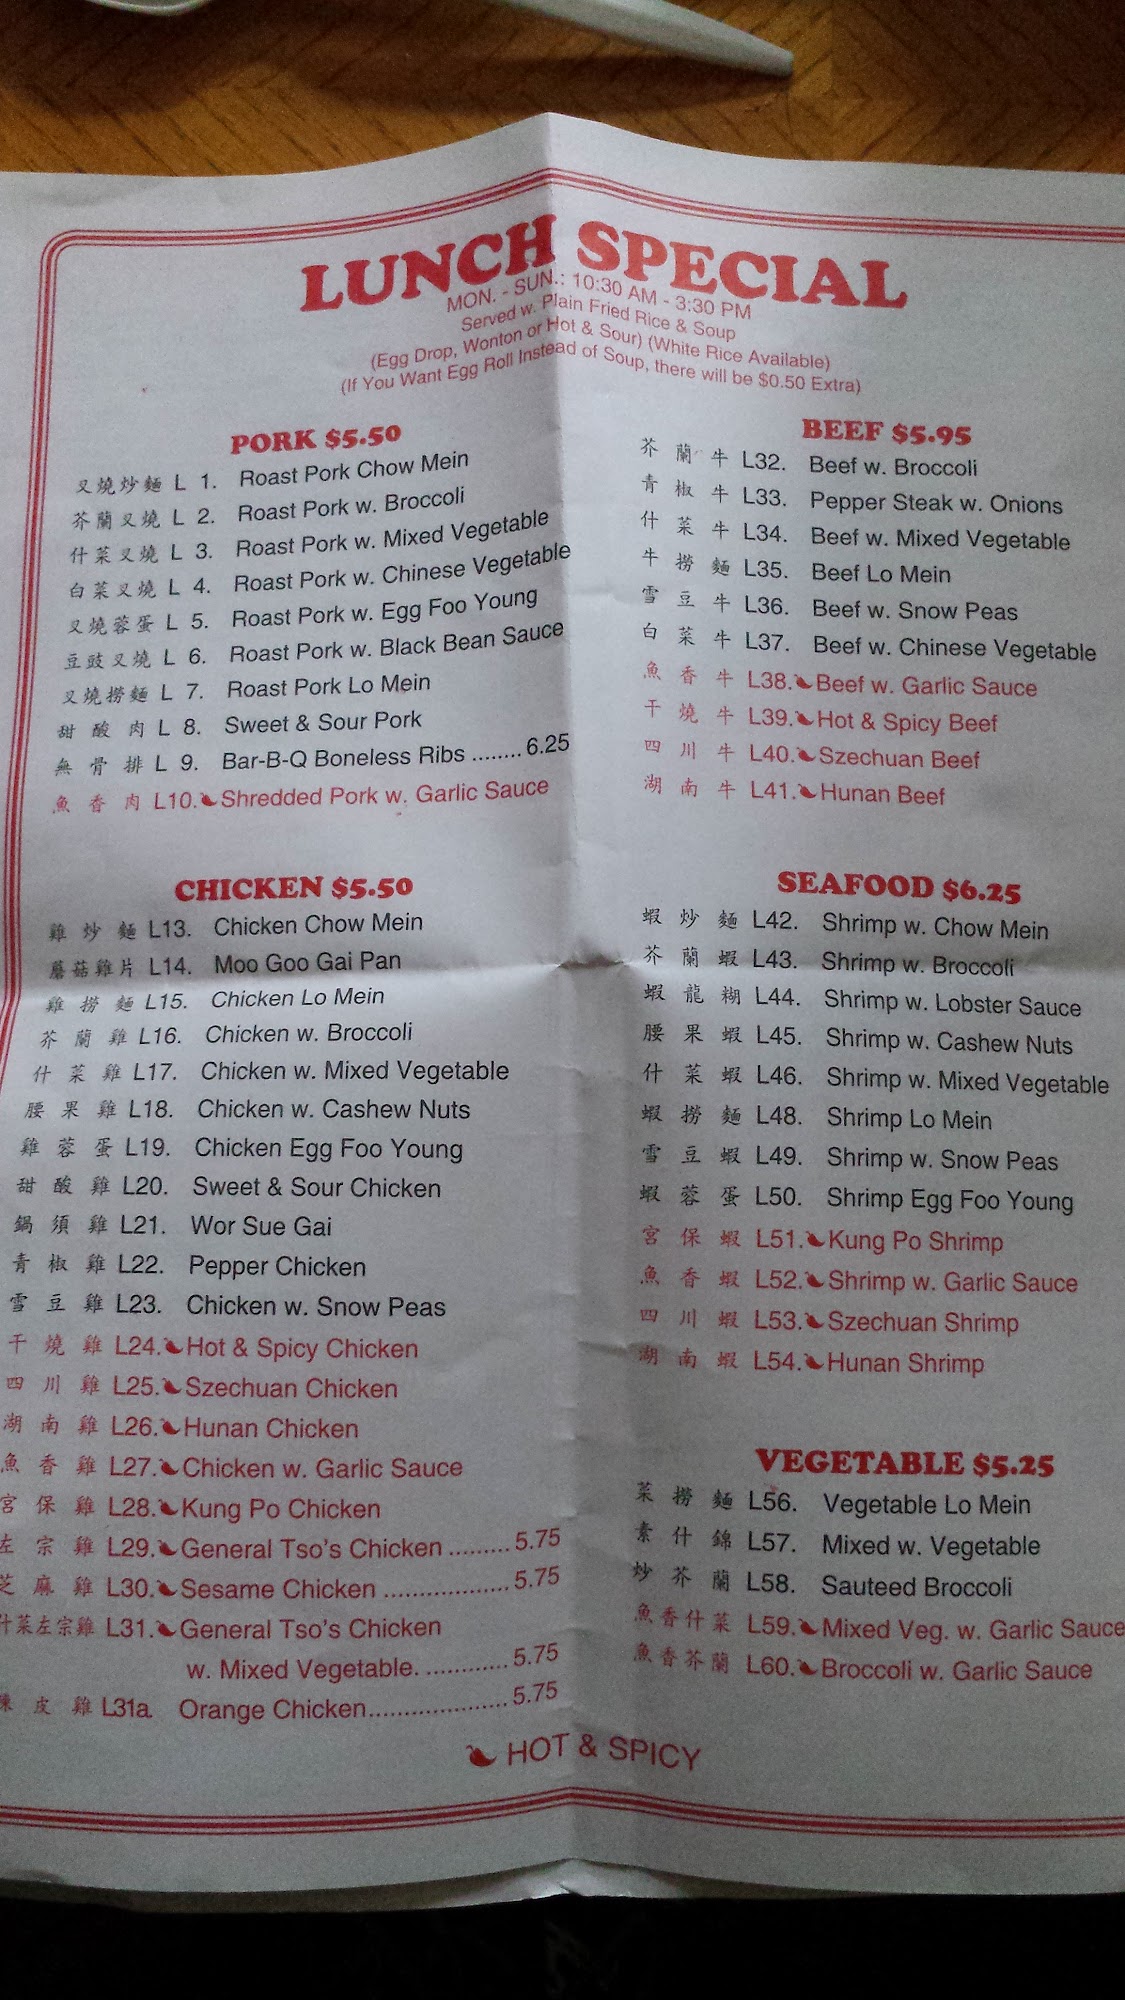 LUNCH SPECIAL
MON. - SUN.: 10:30 AM - 3:30 PM
Served w. Plain Fried Rice & Soup
(Egg Drop, Wonton or Hot & Sour) (White Rice Available)
(If You Want Egg Roll Instead of Soup, there will be $0.50 Extra)
PORK $5.50
叉燒炒麵 L 1. Roast Pork Chow Mein
芥蘭叉燒 L 2. Roast Pork w. Broccoli
什菜叉燒 L 3. Roast Pork w. Mixed Vegetable
白菜叉燒 L 4. Roast Pork w. Chinese Vegetable
叉燒蓉蛋 L 5. Roast Pork w. Egg Foo Young
豆豉叉燒 L 6. Roast Pork w. Black Bean Sauce
叉燒撈麵 L 7. Roast Pork Lo Mein
甜酸肉 L 8. Sweet & Sour Pork
無骨排 L 9. Bar-B-Q Boneless Ribs ........ 6.25
魚香肉 L10. Shredded Pork w. Garlic Sauce
CHICKEN $5.50
雞炒麵 L13. Chicken Chow Mein
蘑菇雞片 L14. Moo Goo Gai Pan
雞撈麵 L15. Chicken Lo Mein
芥蘭雞 L16. Chicken w. Broccoli
什菜雞 L17. Chicken w. Mixed Vegetable
腰果雞 L18. Chicken w. Cashew Nuts
雞蓉蛋 L19. Chicken Egg Foo Young
甜酸雞 L20. Sweet & Sour Chicken
鍋須雞 L21. Wor Sue Gai
青椒雞 L22. Pepper Chicken
雪豆雞 L23. Chicken w. Snow Peas
干燒雞 L24. Hot & Spicy Chicken
四川雞 L25. Szechuan Chicken
湖南雞 L26. Hunan Chicken
魚香雞 L27. Chicken w. Garlic Sauce
宮保雞 L28. Kung Po Chicken
左宗雞 L29. General Tso's Chicken ......... 5.75
芝麻雞 L30. Sesame Chicken .................. 5.75
什菜左宗雞 L31. General Tso's Chicken
w. Mixed Vegetable. ............ 5.75
皮雞 L31a. Orange Chicken.................... 5.75
BEEF $5.95
芥蘭牛 L32. Beef w. Broccoli
青椒牛 L33. Pepper Steak w. Onions
什菜牛 L34. Beef w. Mixed Vegetable
牛撈麵 L35. Beef Lo Mein
雪豆牛 L36. Beef w. Snow Peas
白菜牛 L37. Beef w. Chinese Vegetable
魚香牛 L38. Beef w. Garlic Sauce
干燒牛 L39. Hot & Spicy Beef
四川牛 L40. Szechuan Beef
湖南牛 L41. Hunan Beef
SEAFOOD $6.25
蝦炒麵 L42. Shrimp w. Chow Mein
芥蘭蝦 L43. Shrimp w. Broccoli
蝦龍糊 L44. Shrimp w. Lobster Sauce
腰果蝦 L45. Shrimp w. Cashew Nuts
什菜蝦 L46. Shrimp w. Mixed Vegetable
蝦撈麵 L48. Shrimp Lo Mein
雪豆蝦 L49. Shrimp w. Snow Peas
蝦蓉蛋 L50. Shrimp Egg Foo Young
宮保蝦 L51. Kung Po Shrimp
魚香蝦 L52. Shrimp w. Garlic Sauce
四川蝦 L53. Szechuan Shrimp
湖南蝦 L54. Hunan Shrimp
VEGETABLE $5.25
菜撈麵 L56. Vegetable Lo Mein
素什錦 L57. Mixed w. Vegetable
炒芥蘭 L58. Sauteed Broccoli
魚香什菜 L59. Mixed Veg. w. Garlic Sauce
魚香芥蘭 L60. Broccoli w. Garlic Sauce
HOT & SPICY